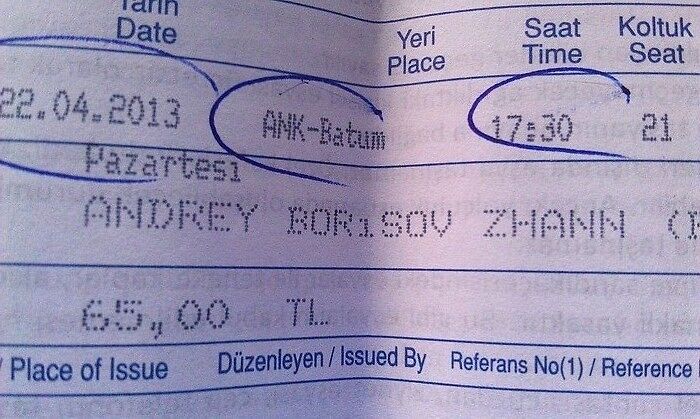 Tarih
Date
Yeri
Place
Saat
Time
Koltuk
Seat
22.04.2013 ANK-Batum 17:30 21
Pazartesi
ANDREY BORiSOV ZHANN
65,00 TL
/ Place of Issue Düzenleyen / Issued By Referans No(1) / Reference